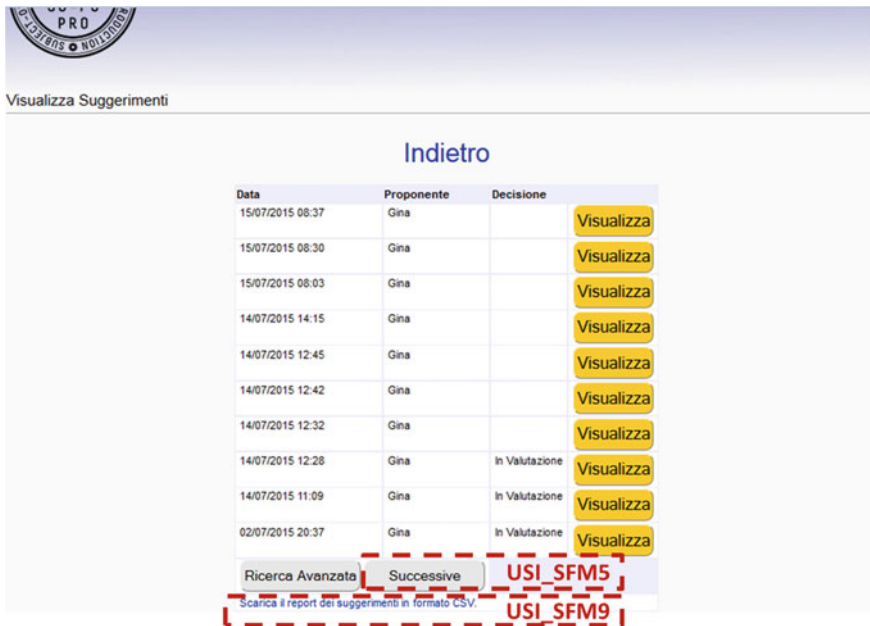 PRO
SUBJECT-O
Visualizza Suggerimenti
Indietro
Data Proponente Decisione
15/07/2015 08:37 Gina Visualizza
15/07/2015 08:30 Gina Visualizza
15/07/2015 08:03 Gina Visualizza
14/07/2015 14:15 Gina Visualizza
14/07/2015 12:45 Gina Visualizza
14/07/2015 12:42 Gina Visualizza
14/07/2015 12:32 Gina Visualizza
14/07/2015 12:28 Gina In Valutazione Visualizza
14/07/2015 11:09 Gina In Valutazione Visualizza
02/07/2015 20:37 Gina In Valutazione Visualizza
Ricerca Avanzata Successive USI_SFM5
Scarica il report dei suggerimenti in formato CSV. USI_SFM9